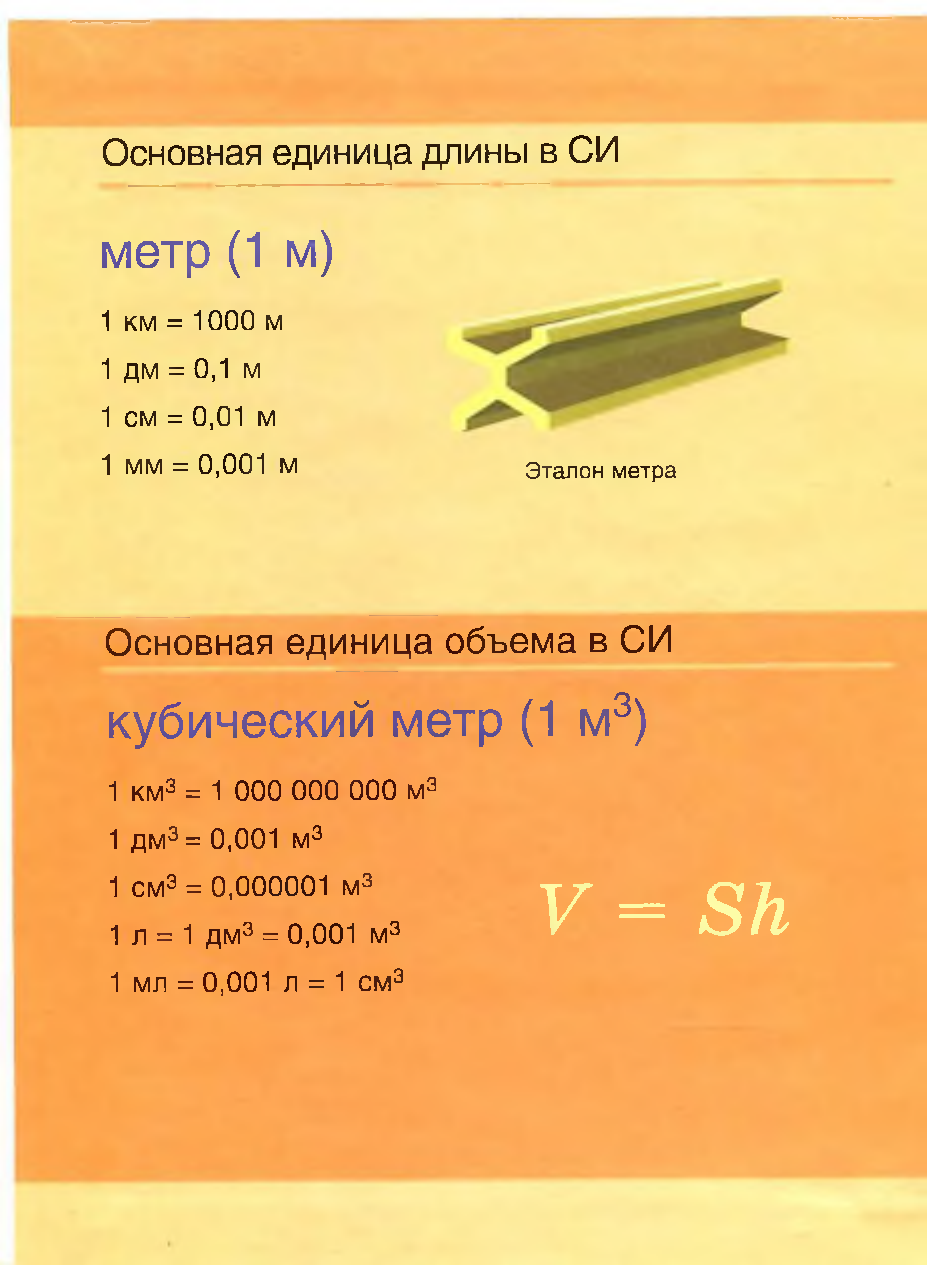 Основная единица длины в СИ
метр (1 м)
1 км = 1000 м
1 дм = 0,1 м
1 см = 0,01 м
1 мм = 0,001 м
Эталон метра
Основная единица объема в СИ
кубический метр (1 м³)
1 км³ = 1 000 000 000 м³
1 дм³ = 0,001 м³
1 см³ = 0,000001 м³
1 л = 1 дм³ = 0,001 м³
1 мл = 0,001 л = 1 см³
V = Sh